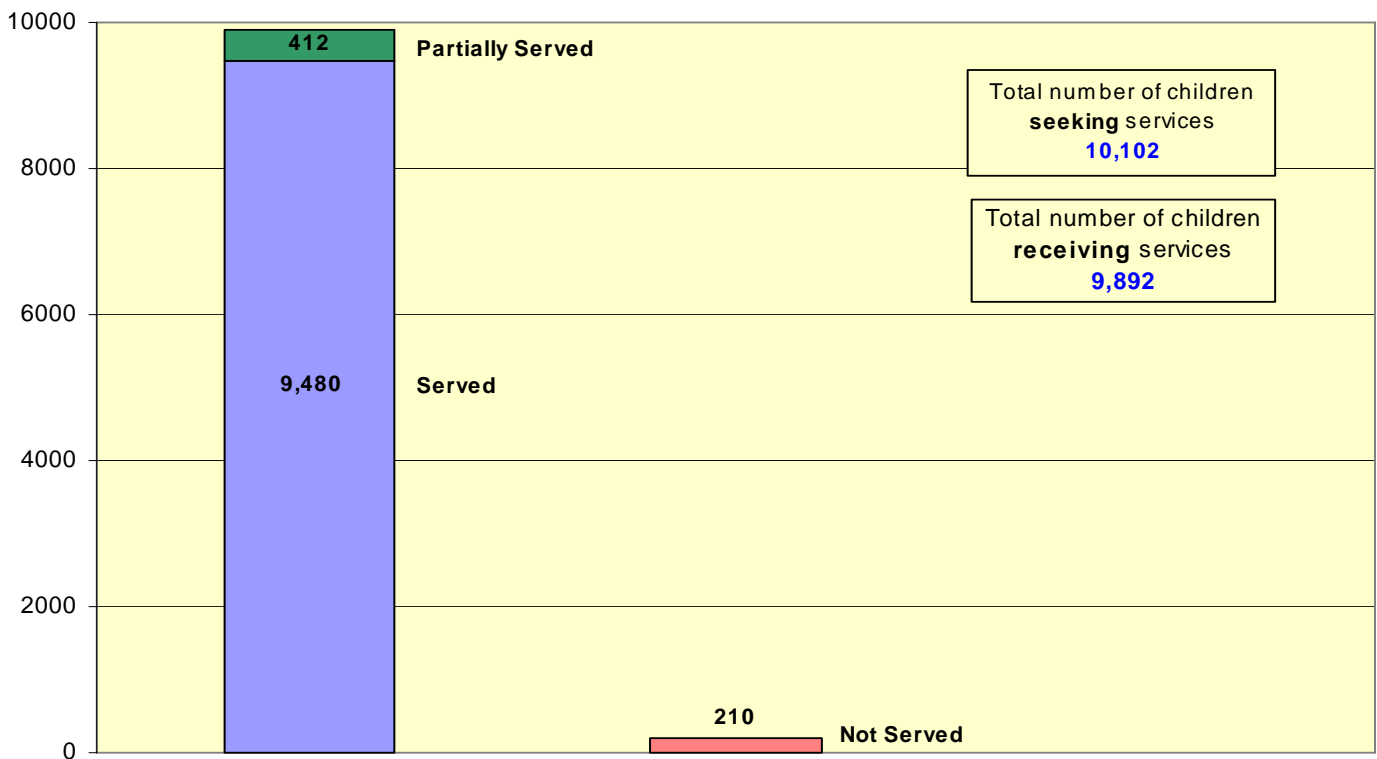 10000
412
Partially Served
Total number of children
seeking services
10,102
8000
Total number of children
receiving services
9,892
6000
9,480
Served
4000
2000
210
Not Served
0